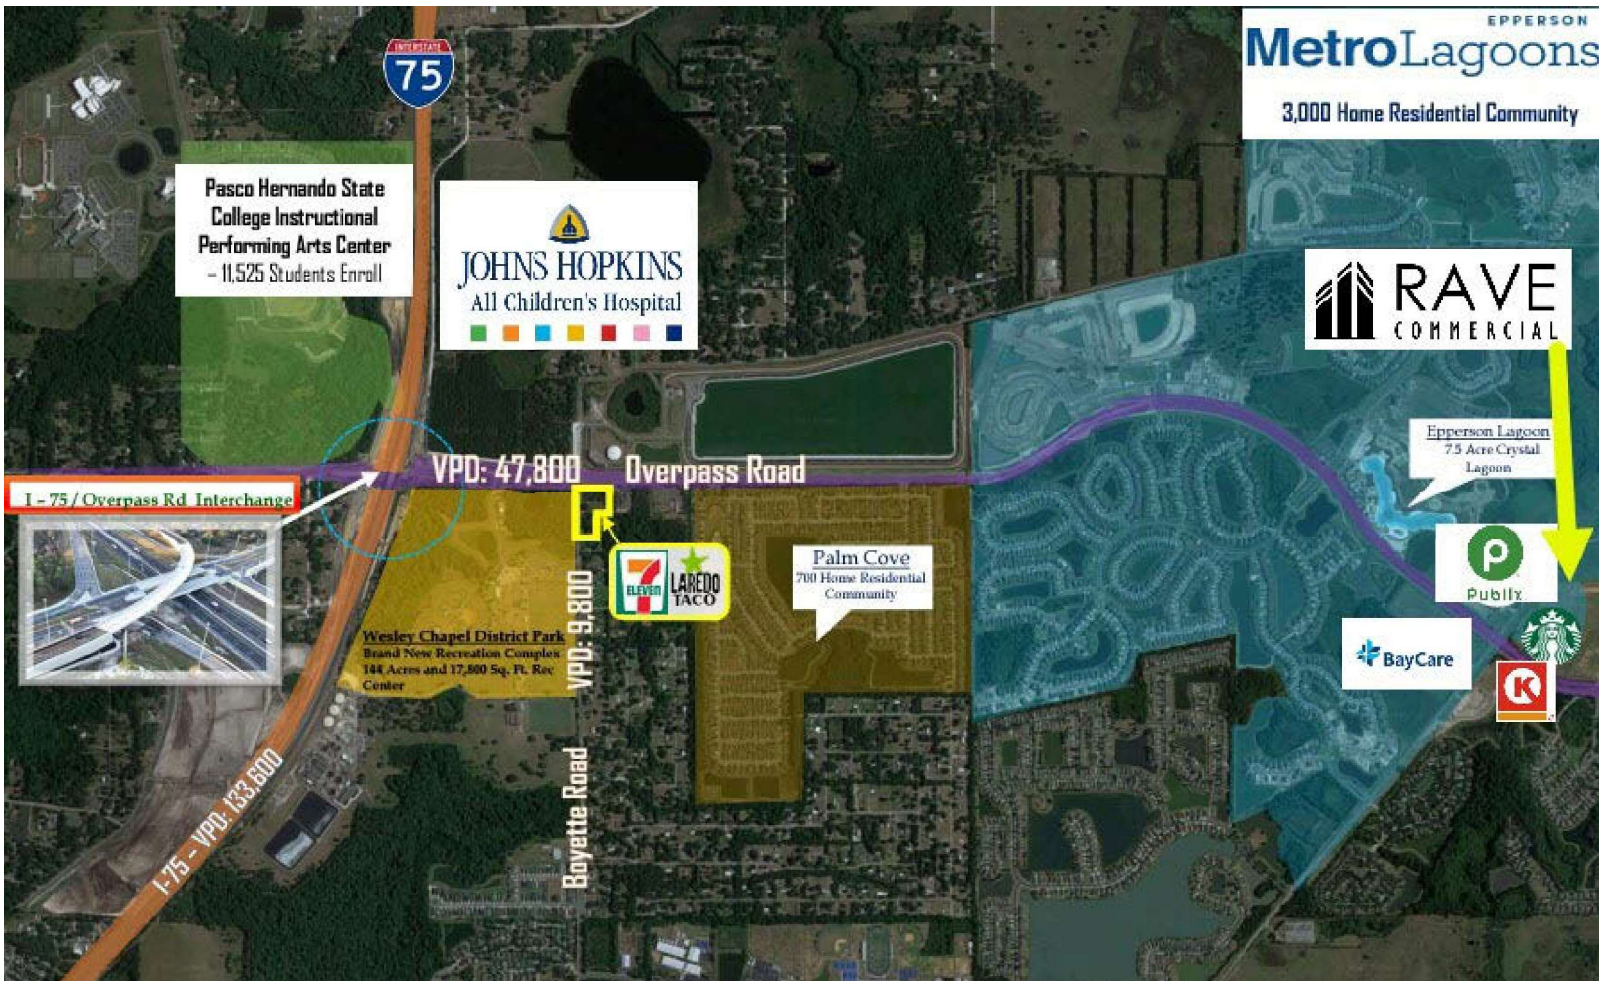 EPPERSON
MetroLagoons
3,000 Home Residential Community
INTERSTATE
75
Pasco Hernando State
College Instructional
Performing Arts Center
– 11,525 Students Enroll
JOHNS HOPKINS
All Children's Hospital
RAVE
COMMERCIAL
Epperson Lagoon
7.5 Acre Crystal
Lagoon
VPD: 47,800 Overpass Road
I – 75 / Overpass Rd Interchange
7
ELEVEN
LAREDO
TACO
Palm Cove
700 Home Residential
Community
P
Publix
BayCare
K
Wesley Chapel District Park
Brand New Recreation Complex
144 Acres and 17,800 Sq. Ft. Rec
Center
VPD: 9,800
Boyette Road
I-75 – VPD: 133,600